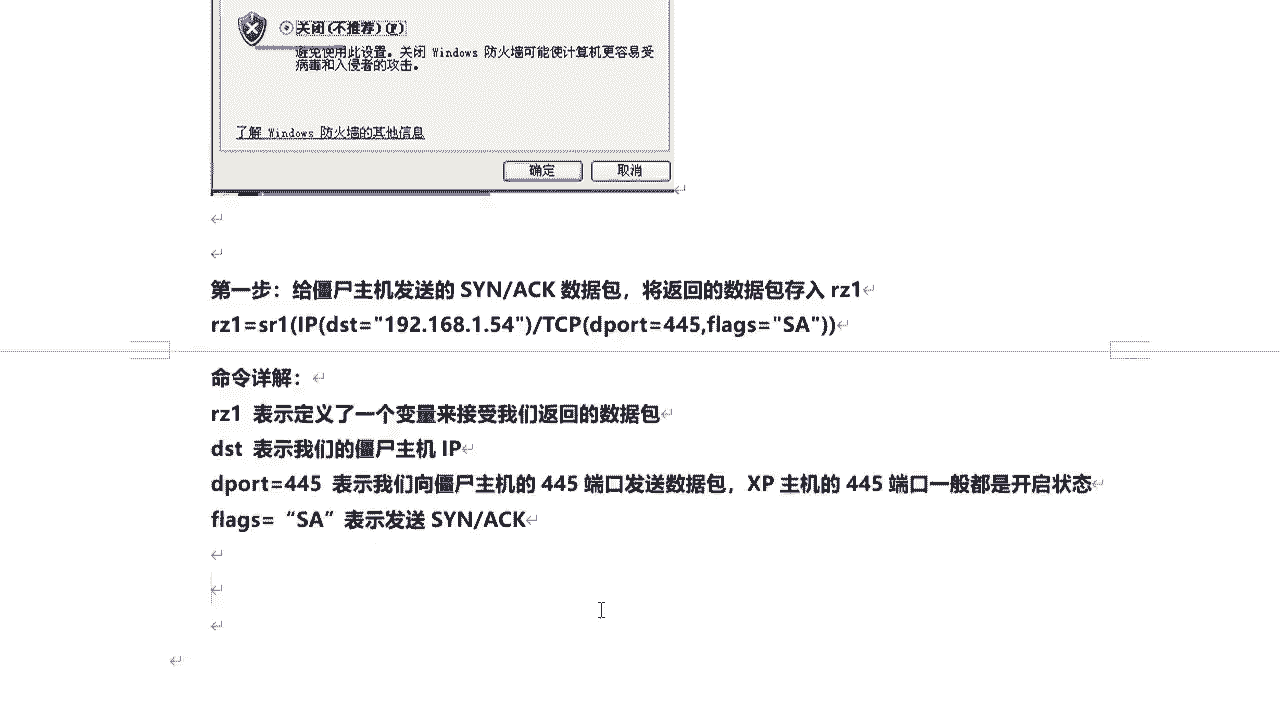 关闭(不推荐)(F)
避免使用此设置。关闭 Windows 防火墙可能使计算机更容易受
病毒和入侵者的攻击。
了解 Windows 防火墙的其他信息
确定 取消
第一步：给僵尸主机发送的 SYN/ACK 数据包，将返回的数据包存入 rz1
rz1=sr1(IP(dst="192.168.1.54")/TCP(dport=445,flags="SA"))
命令详解：
rz1 表示定义了一个变量来接受我们返回的数据包
dst 表示我们的僵尸主机 IP
dport=445 表示我们向僵尸主机的 445 端口发送数据包，XP 主机的 445 端口一般都是开启状态
flags=“SA”表示发送 SYN/ACK